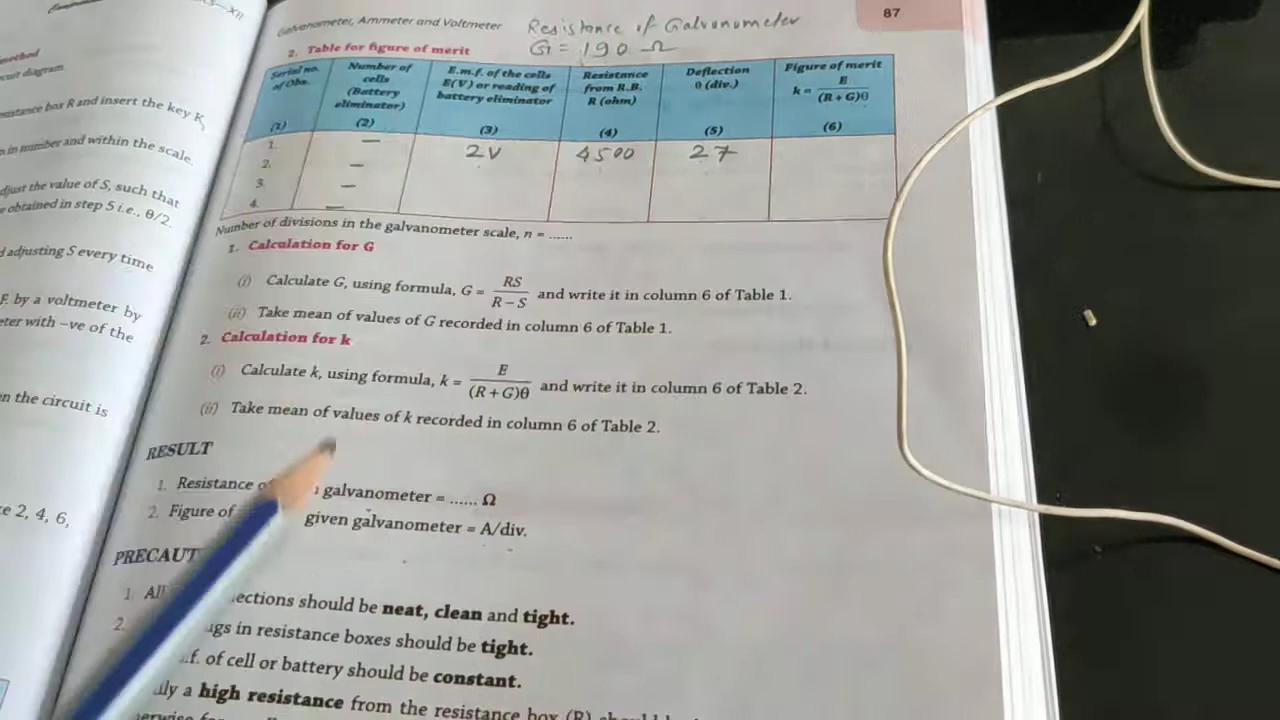 Galvanometer, Ammeter and Voltmeter
87
Resistance of Galvanometer
G = 190 Ω
2. Table for figure of merit
Serial no. of Obs. (1)
Number of cells (Battery eliminator) (2)
E.m.f. of the cells E(V) or reading of battery eliminator (3)
Resistance from R.B. R (ohm) (4)
Deflection θ (div.) (5)
Figure of merit k = E/(R+G)θ (6)
1. — 2V 4500 27
2. —
3. —
4. —
Number of divisions in the galvanometer scale, n = ......
1. Calculation for G
(i) Calculate G, using formula, G = RS/R – S and write it in column 6 of Table 1.
(ii) Take mean of values of G recorded in column 6 of Table 1.
2. Calculation for k
(i) Calculate k, using formula, k = E/(R + G)θ and write it in column 6 of Table 2.
(ii) Take mean of values of k recorded in column 6 of Table 2.
RESULT
1. Resistance galvanometer = ...... Ω
2. Figure of given galvanometer = A/div.
PRECAUT
1. All ections should be neat, clean and tight.
2. ugs in resistance boxes should be tight.
.f. of cell or battery should be constant.
a high resistance from the resistance box (R)
method
cuit diagram.
sistance box R and insert the key K
in number and within the scale.
djust the value of S, such that
e obtained in step 5 i.e., θ/2.
d adjusting S every time
F. by a voltmeter by
eter with –ve of the
en the circuit is
e 2, 4, 6,